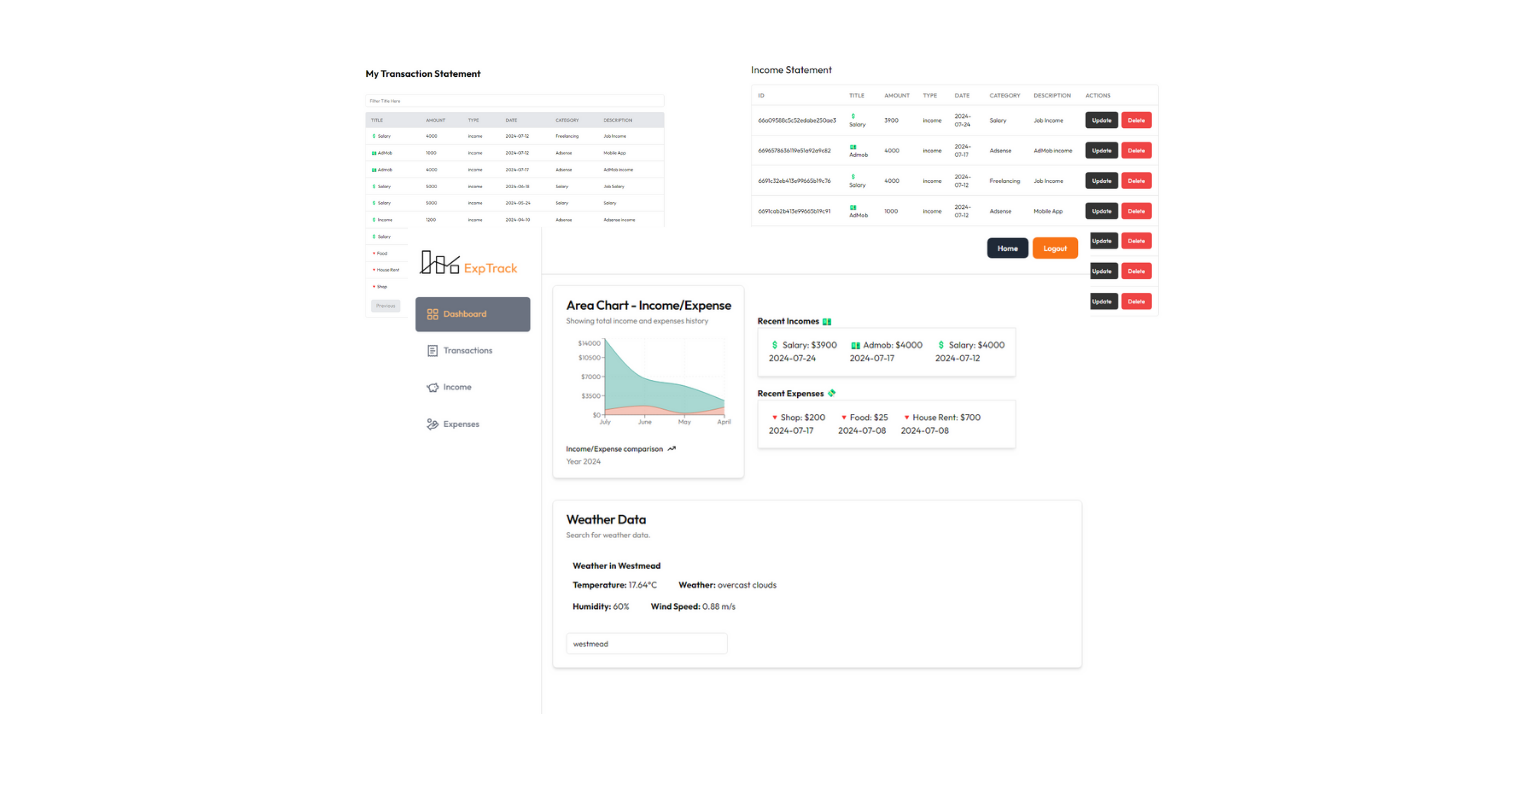 My Transaction Statement
Filter Title Here
TITLE AMOUNT TYPE DATE CATEGORY DESCRIPTION
Salary 4000 income 2024-07-12 Freelancing Job Income
AdMob 1000 income 2024-07-12 Adsense Mobile App
Admob 4000 income 2024-07-17 Adsense AdMob income
Salary 5000 income Salary Job Salary
Salary 5000 income 2024-05-24 Salary Salary
Income 1200 income 2024-04-10 Adsense Adsense Income
Salary
Food
House Rent
Shop
Previous
Income Statement
ID TITLE AMOUNT TYPE DATE CATEGORY DESCRIPTION ACTIONS
66a09588c5c52edabe250ae3 $ Salary 3900 income 2024-07-24 Salary Job Income Update Delete
Admob 4000 income 2024-07-17 Adsense AdMob income Update Delete
6691c32eb413e99665b19c76 $ Salary 4000 income 2024-07-12 Freelancing Job Income Update Delete
6691cab2b413e99665b19c91 AdMob 1000 income 2024-07-12 Adsense Mobile App Update Delete
Update Delete
Update Delete
Update Delete
ExpTrack
Home Logout
Dashboard
Transactions
Income
Expenses
Area Chart - Income/Expense
Showing total income and expenses history
$14000
$10500
$7000
$3500
$0
July June May April
Income/Expense comparison
Year 2024
Recent Incomes
$ Salary: $3900 Admob: $4000 $ Salary: $4000
2024-07-24 2024-07-17 2024-07-12
Recent Expenses
Shop: $200 Food: $25 House Rent: $700
2024-07-17 2024-07-08 2024-07-08
Weather Data
Search for weather data.
Weather in Westmead
Temperature: 17.64°C Weather: overcast clouds
Humidity: 60% Wind Speed: 0.88 m/s
westmead